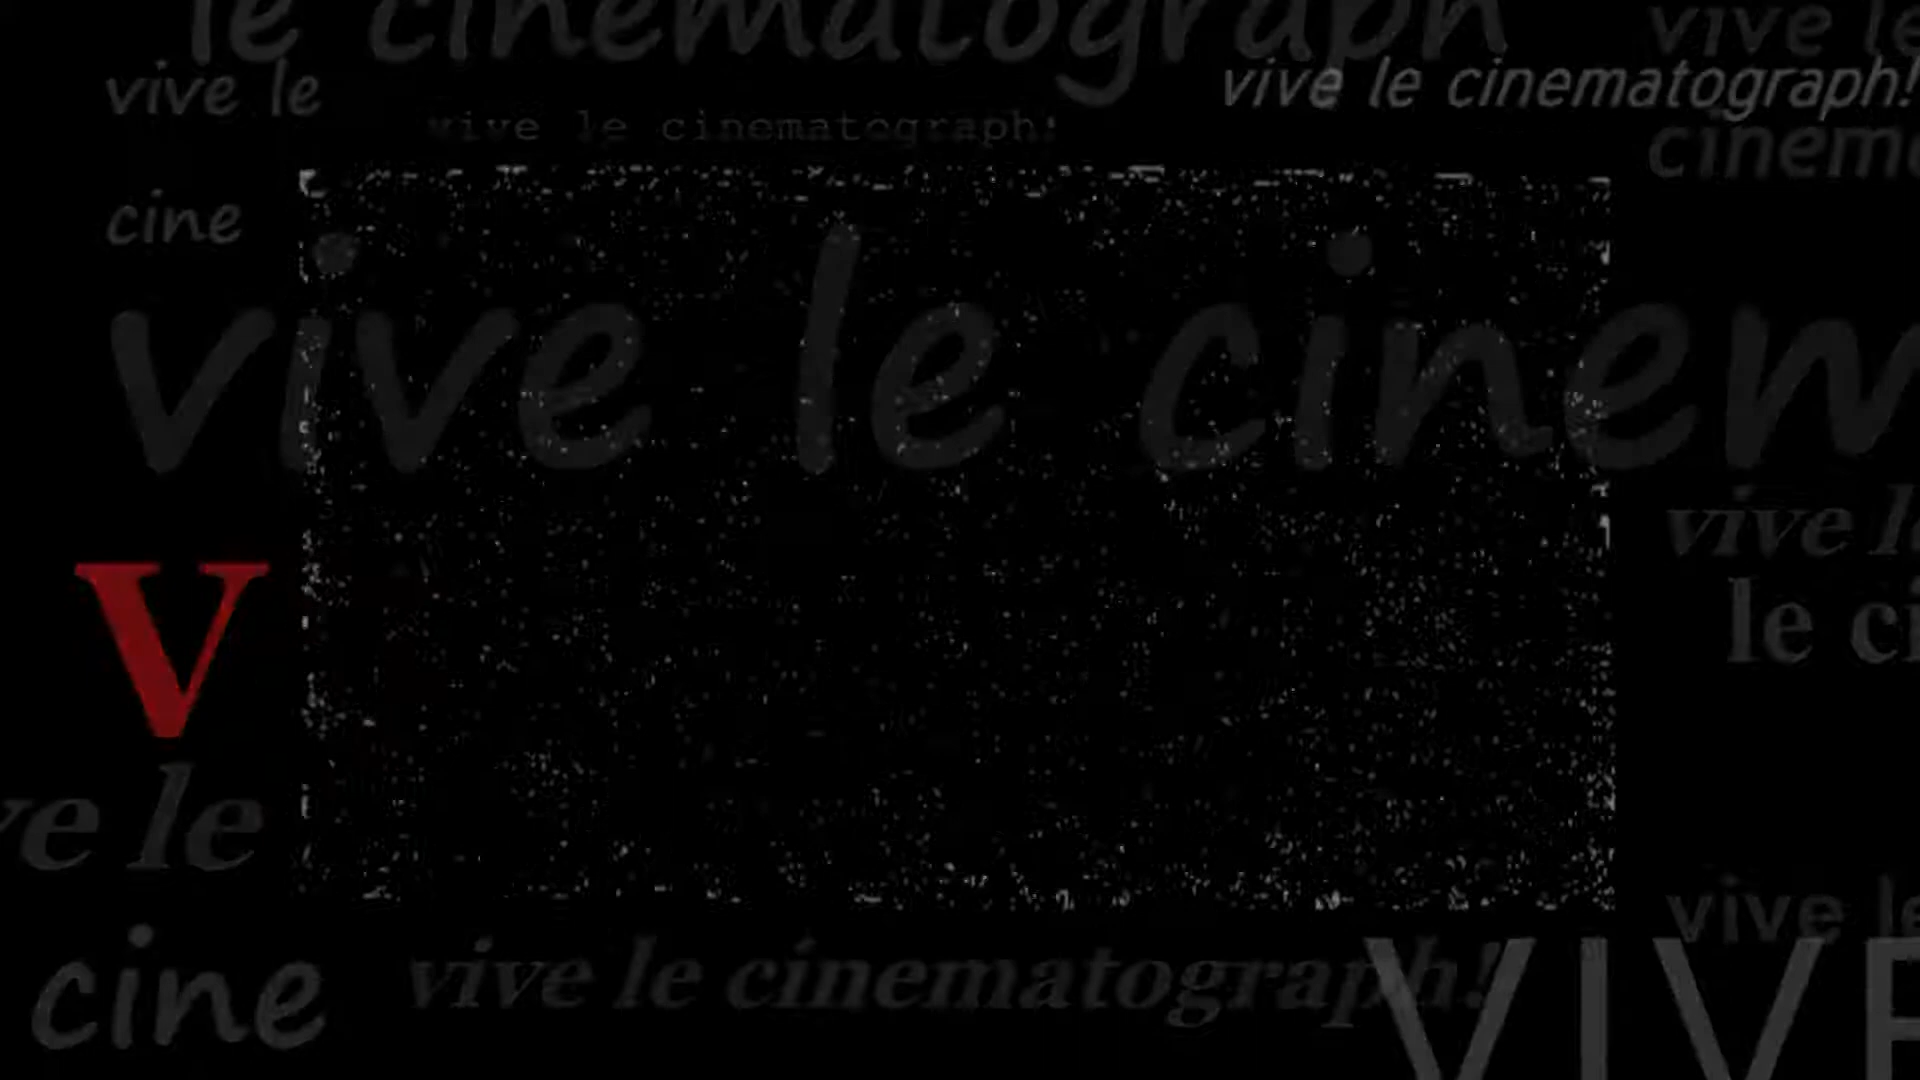 le cinematograph
vive le
vive le
vive le cinematograph!
vive le cinematograph!
cinem
cine
vive le cinem
vive le
v
le ci
ve le
vive le
cine
vive le cinematograph!
VIVE